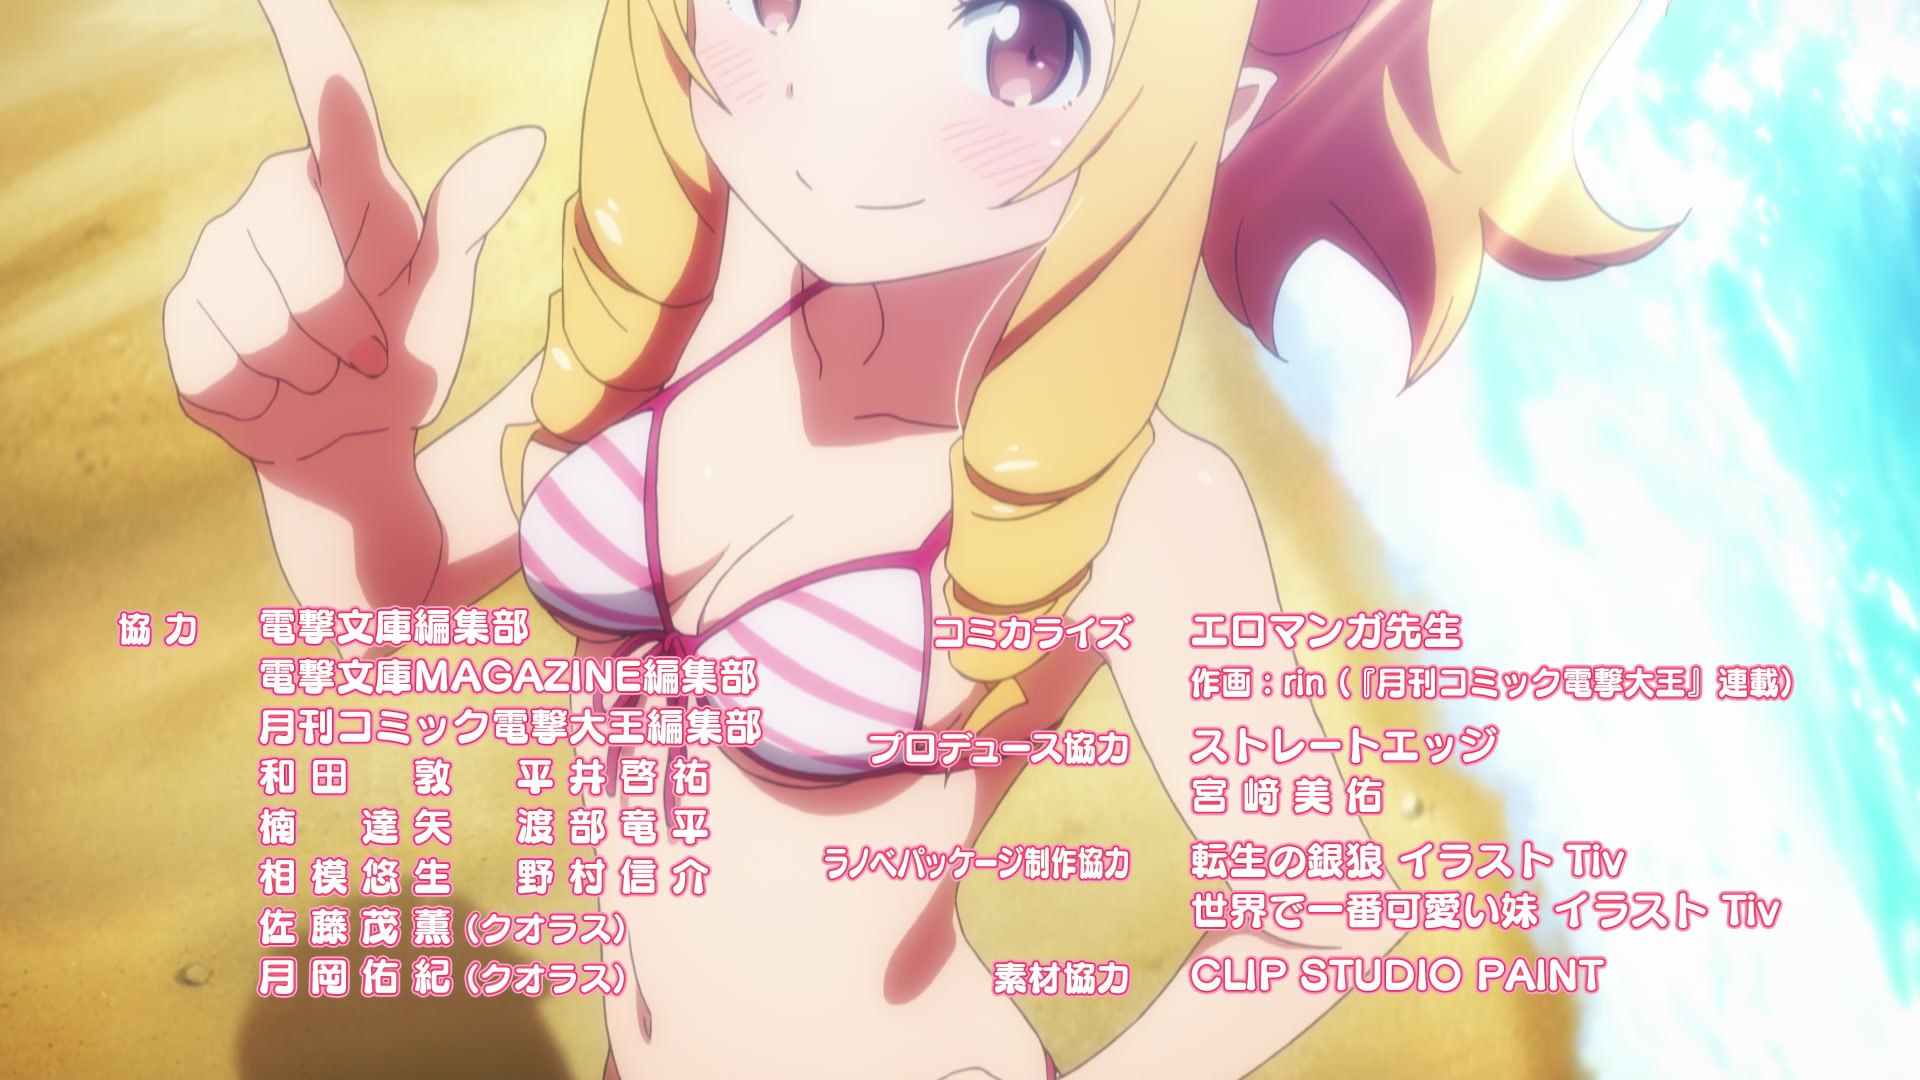 協力
電撃文庫編集部
電撃文庫MAGAZINE編集部
月刊コミック電撃大王編集部
和田 敦 平井啓祐
楠 達矢 渡部竜平
相模悠生 野村信介
佐藤茂薫(クオラス)
月岡佑紀(クオラス)
コミカライズ
エロマンガ先生
作画:rin(『月刊コミック電撃大王』連載)
プロデュース協力
ストレートエッジ
宮﨑美佑
ラノベパッケージ制作協力
転生の銀狼 イラスト Tiv
世界で一番可愛い妹 イラスト Tiv
素材協力
CLIP STUDIO PAINT